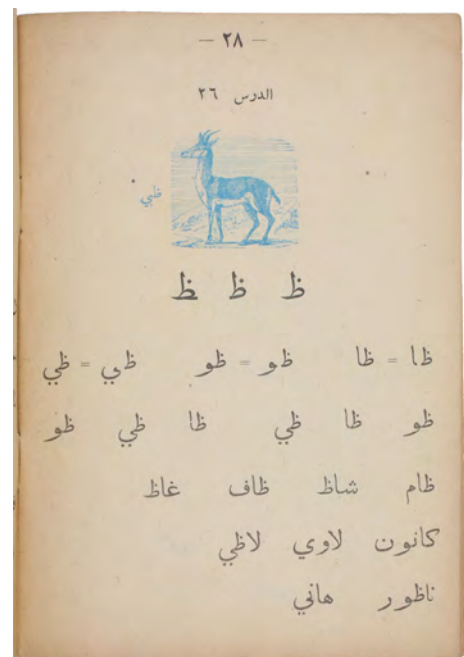 — ٢٨ —
الدرس ٢٦
ظبي
ظ ظ ظ
ظا = ظا ظو = ظو ظي = ظي
ظو ظا ظي ظا ظي ظو
ظام شاظ ظاف غاظ
كانون لاوي لاظي
ناظور هاني